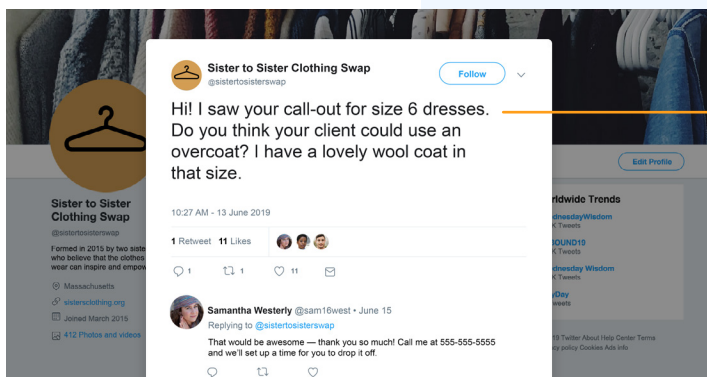 Sister to Sister Clothing Swap
@sistertosisterswap
Follow
Hi! I saw your call-out for size 6 dresses.
Do you think your client could use an
overcoat? I have a lovely wool coat in
that size.
10:27 AM - 13 June 2019
1 Retweet 11 Likes
1 1 11
Samantha Westerly @sam16west • June 15
Replying to @sistertosisterswap
That would be awesome — thank you so much! Call me at 555-555-5555
and we'll set up a time for you to drop it off.
Sister to Sister
Clothing Swap
@sistertosisterswap
Formed in 2015 by two siste
who believe that the clothes
wear can inspire and empow
Massachusetts
sistersclothing.org
Joined March 2015
412 Photos and videos
Edit Profile
rldwide Trends
dnesdayWisdom
K Tweets
OUND10
K Tweets
dnesday Wisdom
K Tweets
yDay
weets
19 Twitter About Help Center Terms
cy policy Cookies Ads info